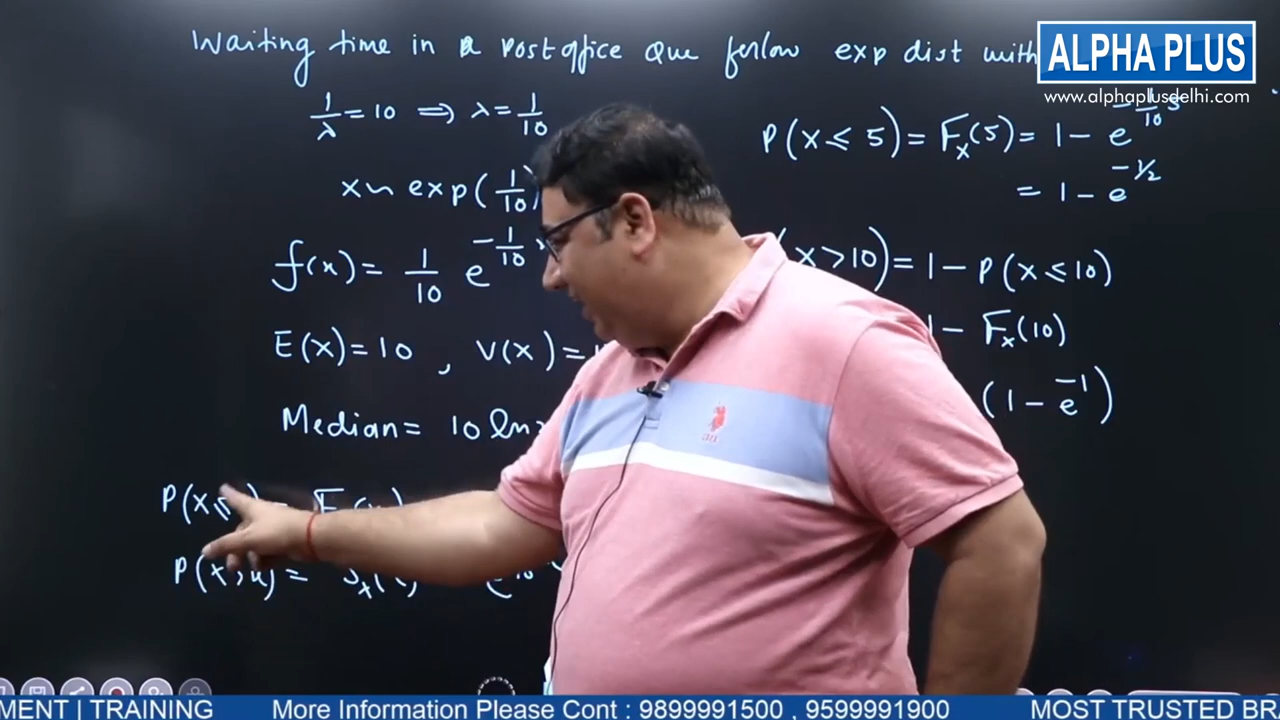 Waiting time in a Postoffice Que follow exp dist with
1/λ = 10 ⇒ λ = 1/10
X ~ exp(1/10)
f(x) = 1/10 e^-1/10
E(X) = 10 , V(X) =
Median = 10 ln
P(X ≤
P(X
P(X ≤ 5) = F_X(5) = 1 - e^-1/10 5
= 1 - e^-1/2
(X > 10) = 1 - P(X ≤ 10)
1 - F_X(10)
(1 - e^-1)
ALPHA PLUS
www.alphaplusdelhi.com
MENT | TRAINING More Information Please Cont : 9899991500 , 9599991900 MOST TRUSTED BR